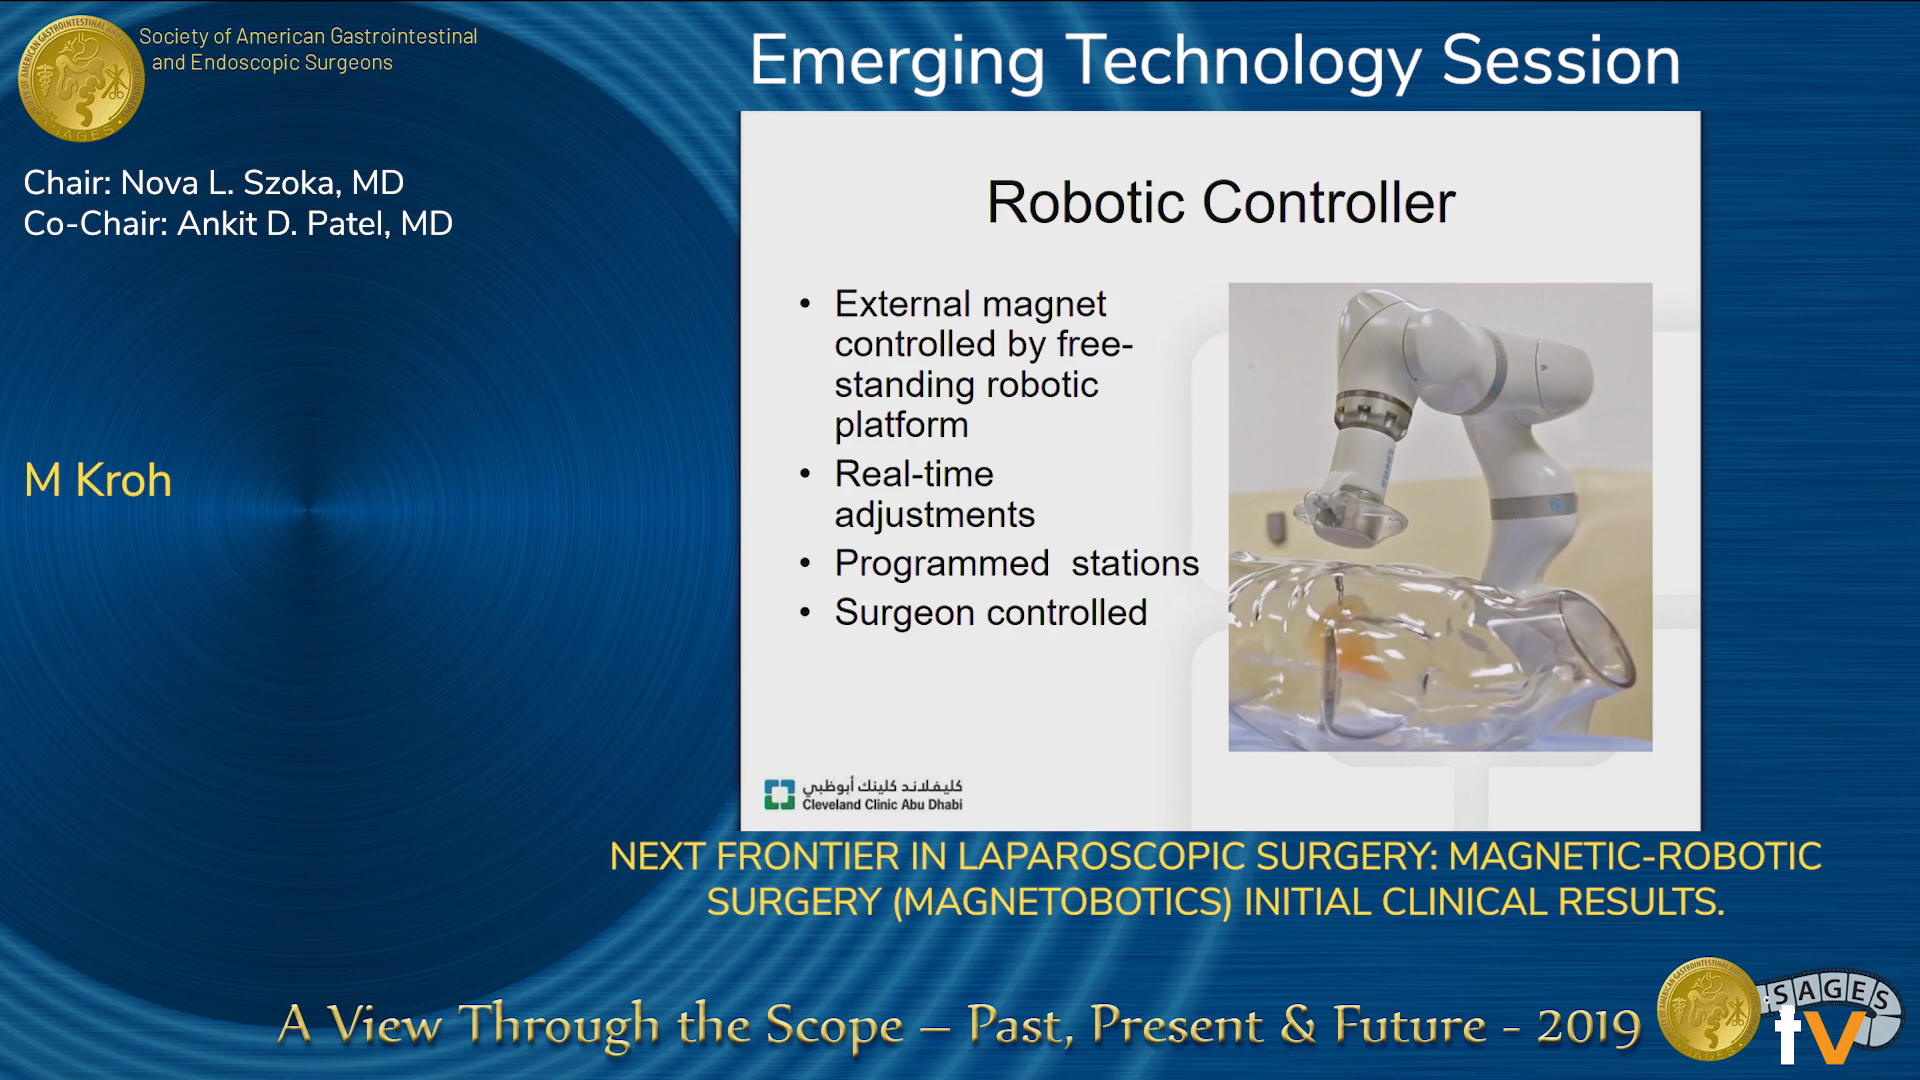 Society of American Gastrointestinal
and Endoscopic Surgeons
SAGES
Emerging Technology Session
Chair: Nova L. Szoka, MD
Co-Chair: Ankit D. Patel, MD
M Kroh
Robotic Controller
• External magnet
controlled by free-
standing robotic
platform
• Real-time
adjustments
• Programmed stations
• Surgeon controlled
كليفلاند كلينك أبوظبي
Cleveland Clinic Abu Dhabi
NEXT FRONTIER IN LAPAROSCOPIC SURGERY: MAGNETIC-ROBOTIC
SURGERY (MAGNETOBOTICS) INITIAL CLINICAL RESULTS.
A View Through the Scope – Past, Present & Future - 2019
SAGES
tv